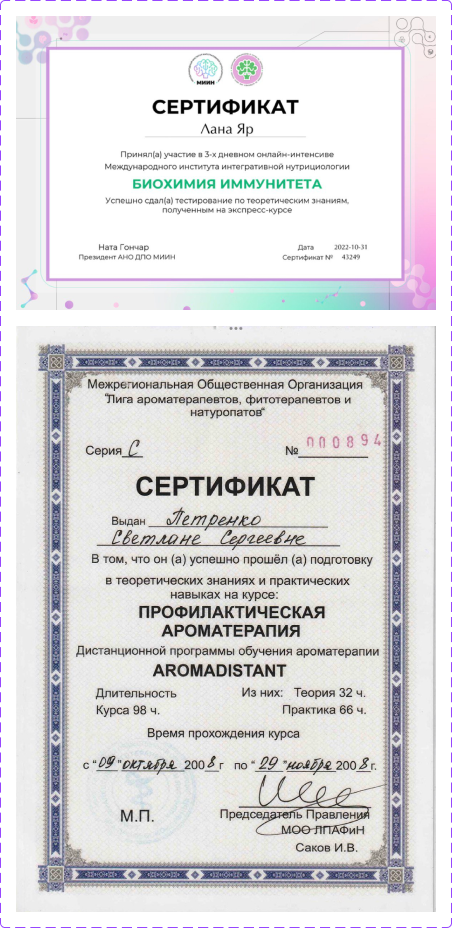 МИИН
СЕРТИФИКАТ
Лана Яр
Принял(а) участие в 3-х дневном онлайн-интенсиве
Международного института интегративной нутрициологии
БИОХИМИЯ ИММУНИТЕТА
Успешно сдал(а) тестирование по теоретическим знаниям,
полученным на экспресс-курсе
Ната Гончар
Президент АНО ДПО МИИН
Дата 2022-10-31
Сертификат № 43249
Межрегиональная Общественная Организация
"Лига ароматерапевтов, фитотерапевтов и
натуропатов"
Серия С № 000894
СЕРТИФИКАТ
Выдан Петренко
Светлане Сергеевне
В том, что он (а) успешно прошёл (а) подготовку
в теоретических знаниях и практических
навыках на курсе:
ПРОФИЛАКТИЧЕСКАЯ
АРОМАТЕРАПИЯ
Дистанционной программы обучения ароматерапии
AROMADISTANT
Длительность Из них: Теория 32 ч.
Курса 98 ч. Практика 66 ч.
Время прохождения курса
с "09" октября 2008 г по "29" ноября 2008 г.
М.П.
Председатель Правления
МОО ЛПАФиН
Саков И.В.